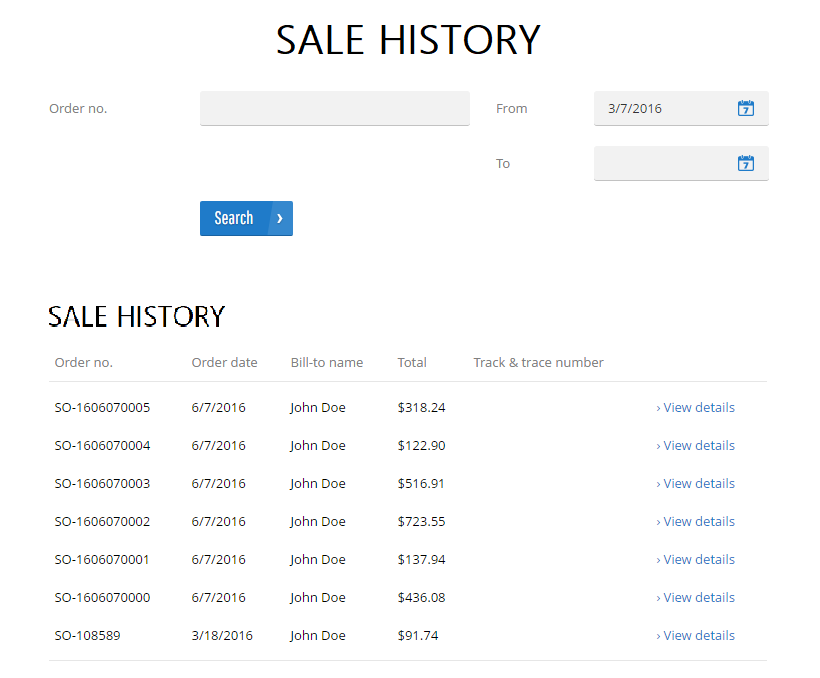 SALE HISTORY
Order no. From 3/7/2016 7
To 7
Search ›
SALE HISTORY
Order no. Order date Bill-to name Total Track & trace number
SO-1606070005 6/7/2016 John Doe $318.24 › View details
SO-1606070004 6/7/2016 John Doe $122.90 › View details
SO-1606070003 6/7/2016 John Doe $516.91 › View details
SO-1606070002 6/7/2016 John Doe $723.55 › View details
SO-1606070001 6/7/2016 John Doe $137.94 › View details
SO-1606070000 6/7/2016 John Doe $436.08 › View details
SO-108589 3/18/2016 John Doe $91.74 › View details